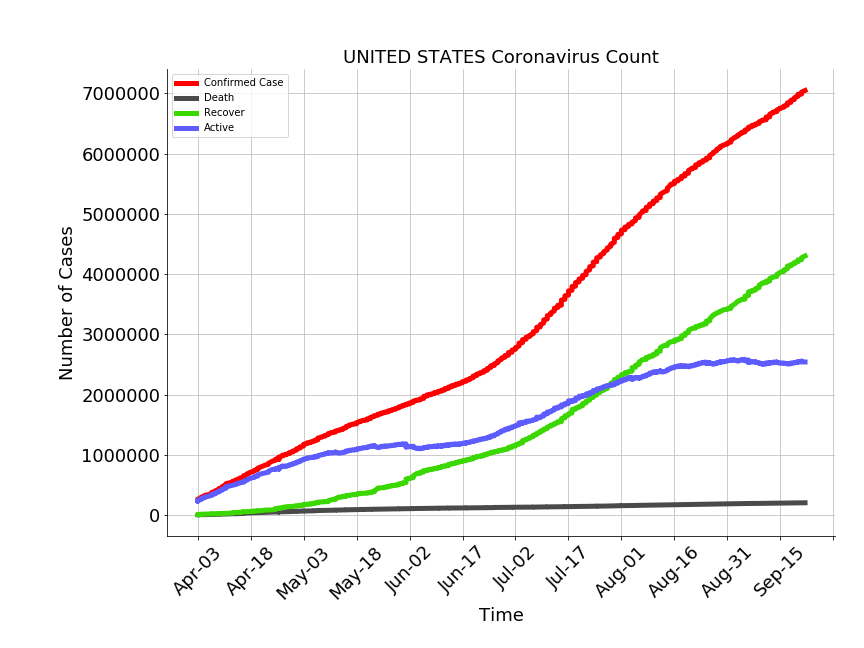 UNITED STATES Coronavirus Count
Confirmed Case
Death
Recover
Active
Number of Cases
7000000
6000000
5000000
4000000
3000000
2000000
1000000
0
Apr-03
Apr-18
May-03
May-18
Jun-02
Jun-17
Jul-02
Jul-17
Aug-01
Aug-16
Aug-31
Sep-15
Time